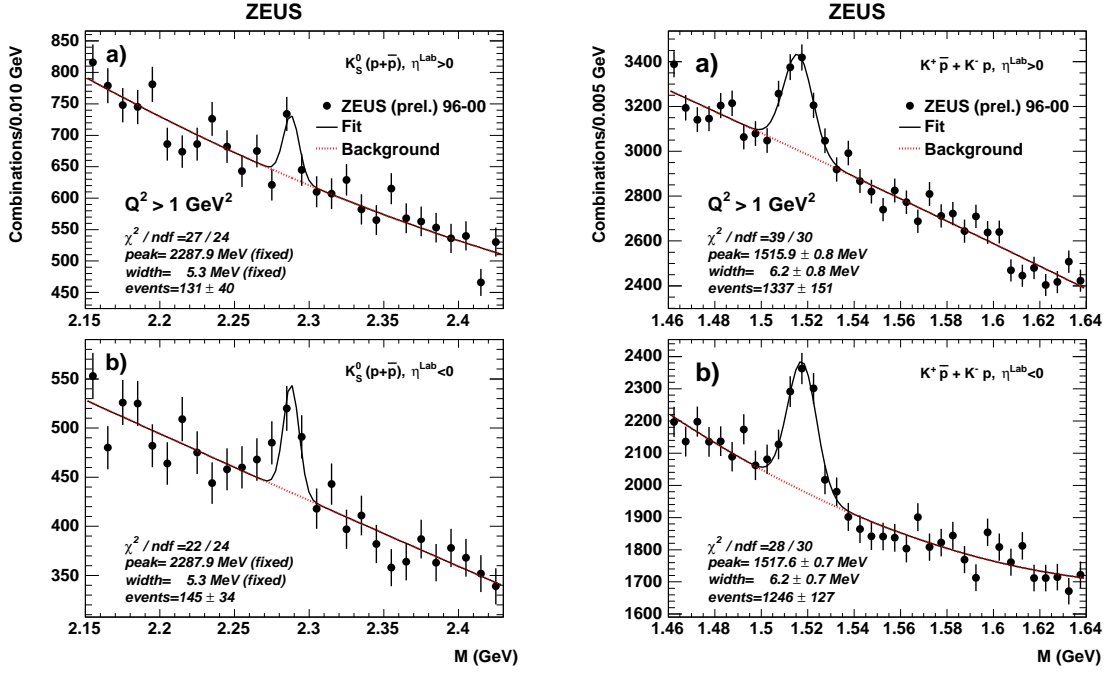 ZEUS
Combinations/0.010 GeV
850
800
750
700
650
600
550
500
450
a)
K⁰_S (p+p̅), η^Lab>0
ZEUS (prel.) 96-00
Fit
Background
Q² > 1 GeV²
χ² / ndf =27 / 24
peak= 2287.9 MeV (fixed)
width= 5.3 MeV (fixed)
events=131 ± 40
2.15 2.2 2.25 2.3 2.35 2.4
550
500
450
400
350
b)
K⁰_S (p+p̅), η^Lab<0
χ² / ndf =22 / 24
peak= 2287.9 MeV (fixed)
width= 5.3 MeV (fixed)
events=145 ± 34
2.15 2.2 2.25 2.3 2.35 2.4
M (GeV)
ZEUS
Combinations/0.005 GeV
3600
3400
3200
3000
2800
2600
2400
a)
K⁺ p̅ + K⁻ p, η^Lab>0
ZEUS (prel.) 96-00
Fit
Background
Q² > 1 GeV²
χ² / ndf =39 / 30
peak= 1515.9 ± 0.8 MeV
width= 6.2 ± 0.8 MeV
events=1337 ± 151
1.46 1.48 1.5 1.52 1.54 1.56 1.58 1.6 1.62 1.64
2400
2300
2200
2100
2000
1900
1800
1700
1600
b)
K⁺ p̅ + K⁻ p, η^Lab<0
χ² / ndf =28 / 30
peak= 1517.6 ± 0.7 MeV
width= 6.2 ± 0.7 MeV
events=1246 ± 127
1.46 1.48 1.5 1.52 1.54 1.56 1.58 1.6 1.62 1.64
M (GeV)